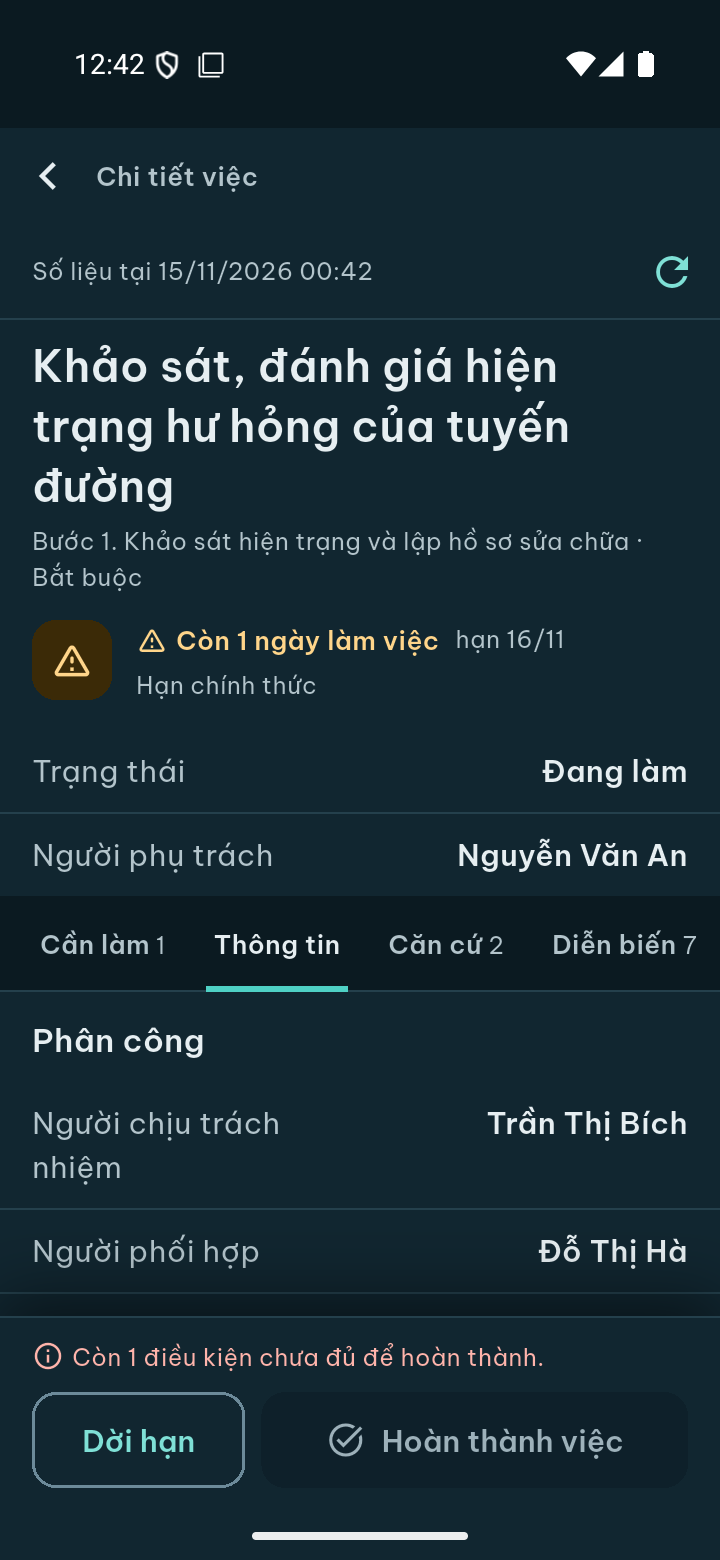 12:42
Chi tiết việc
Số liệu tại 15/11/2026 00:42
Khảo sát, đánh giá hiện
trạng hư hỏng của tuyến
đường
Bước 1. Khảo sát hiện trạng và lập hồ sơ sửa chữa ·
Bắt buộc
Còn 1 ngày làm việc hạn 16/11
Hạn chính thức
Trạng thái Đang làm
Người phụ trách Nguyễn Văn An
Cần làm 1 Thông tin Căn cứ 2 Diễn biến 7
Phân công
Người chịu trách Trần Thị Bích
nhiệm
Người phối hợp Đỗ Thị Hà
Còn 1 điều kiện chưa đủ để hoàn thành.
Dời hạn Hoàn thành việc